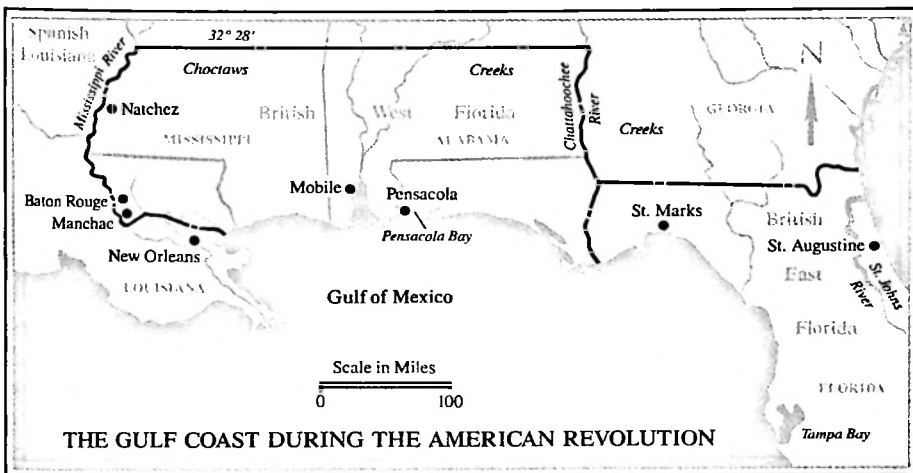 Spanish
Louisiana
Mississippi River
32° 28'
Choctaws
Creeks
N
Natchez
British
West
Florida
Chattahoochee
River
Creeks
GEORGIA
MISSISSIPPI
ALABAMA
Mobile
Pensacola
Pensacola Bay
Baton Rouge
Manchac
New Orleans
LOUISIANA
St. Marks
British
East
Florida
St. Augustine
St. Johns
River
Gulf of Mexico
FLORIDA
Scale in Miles
0 100
Tampa Bay
THE GULF COAST DURING THE AMERICAN REVOLUTION